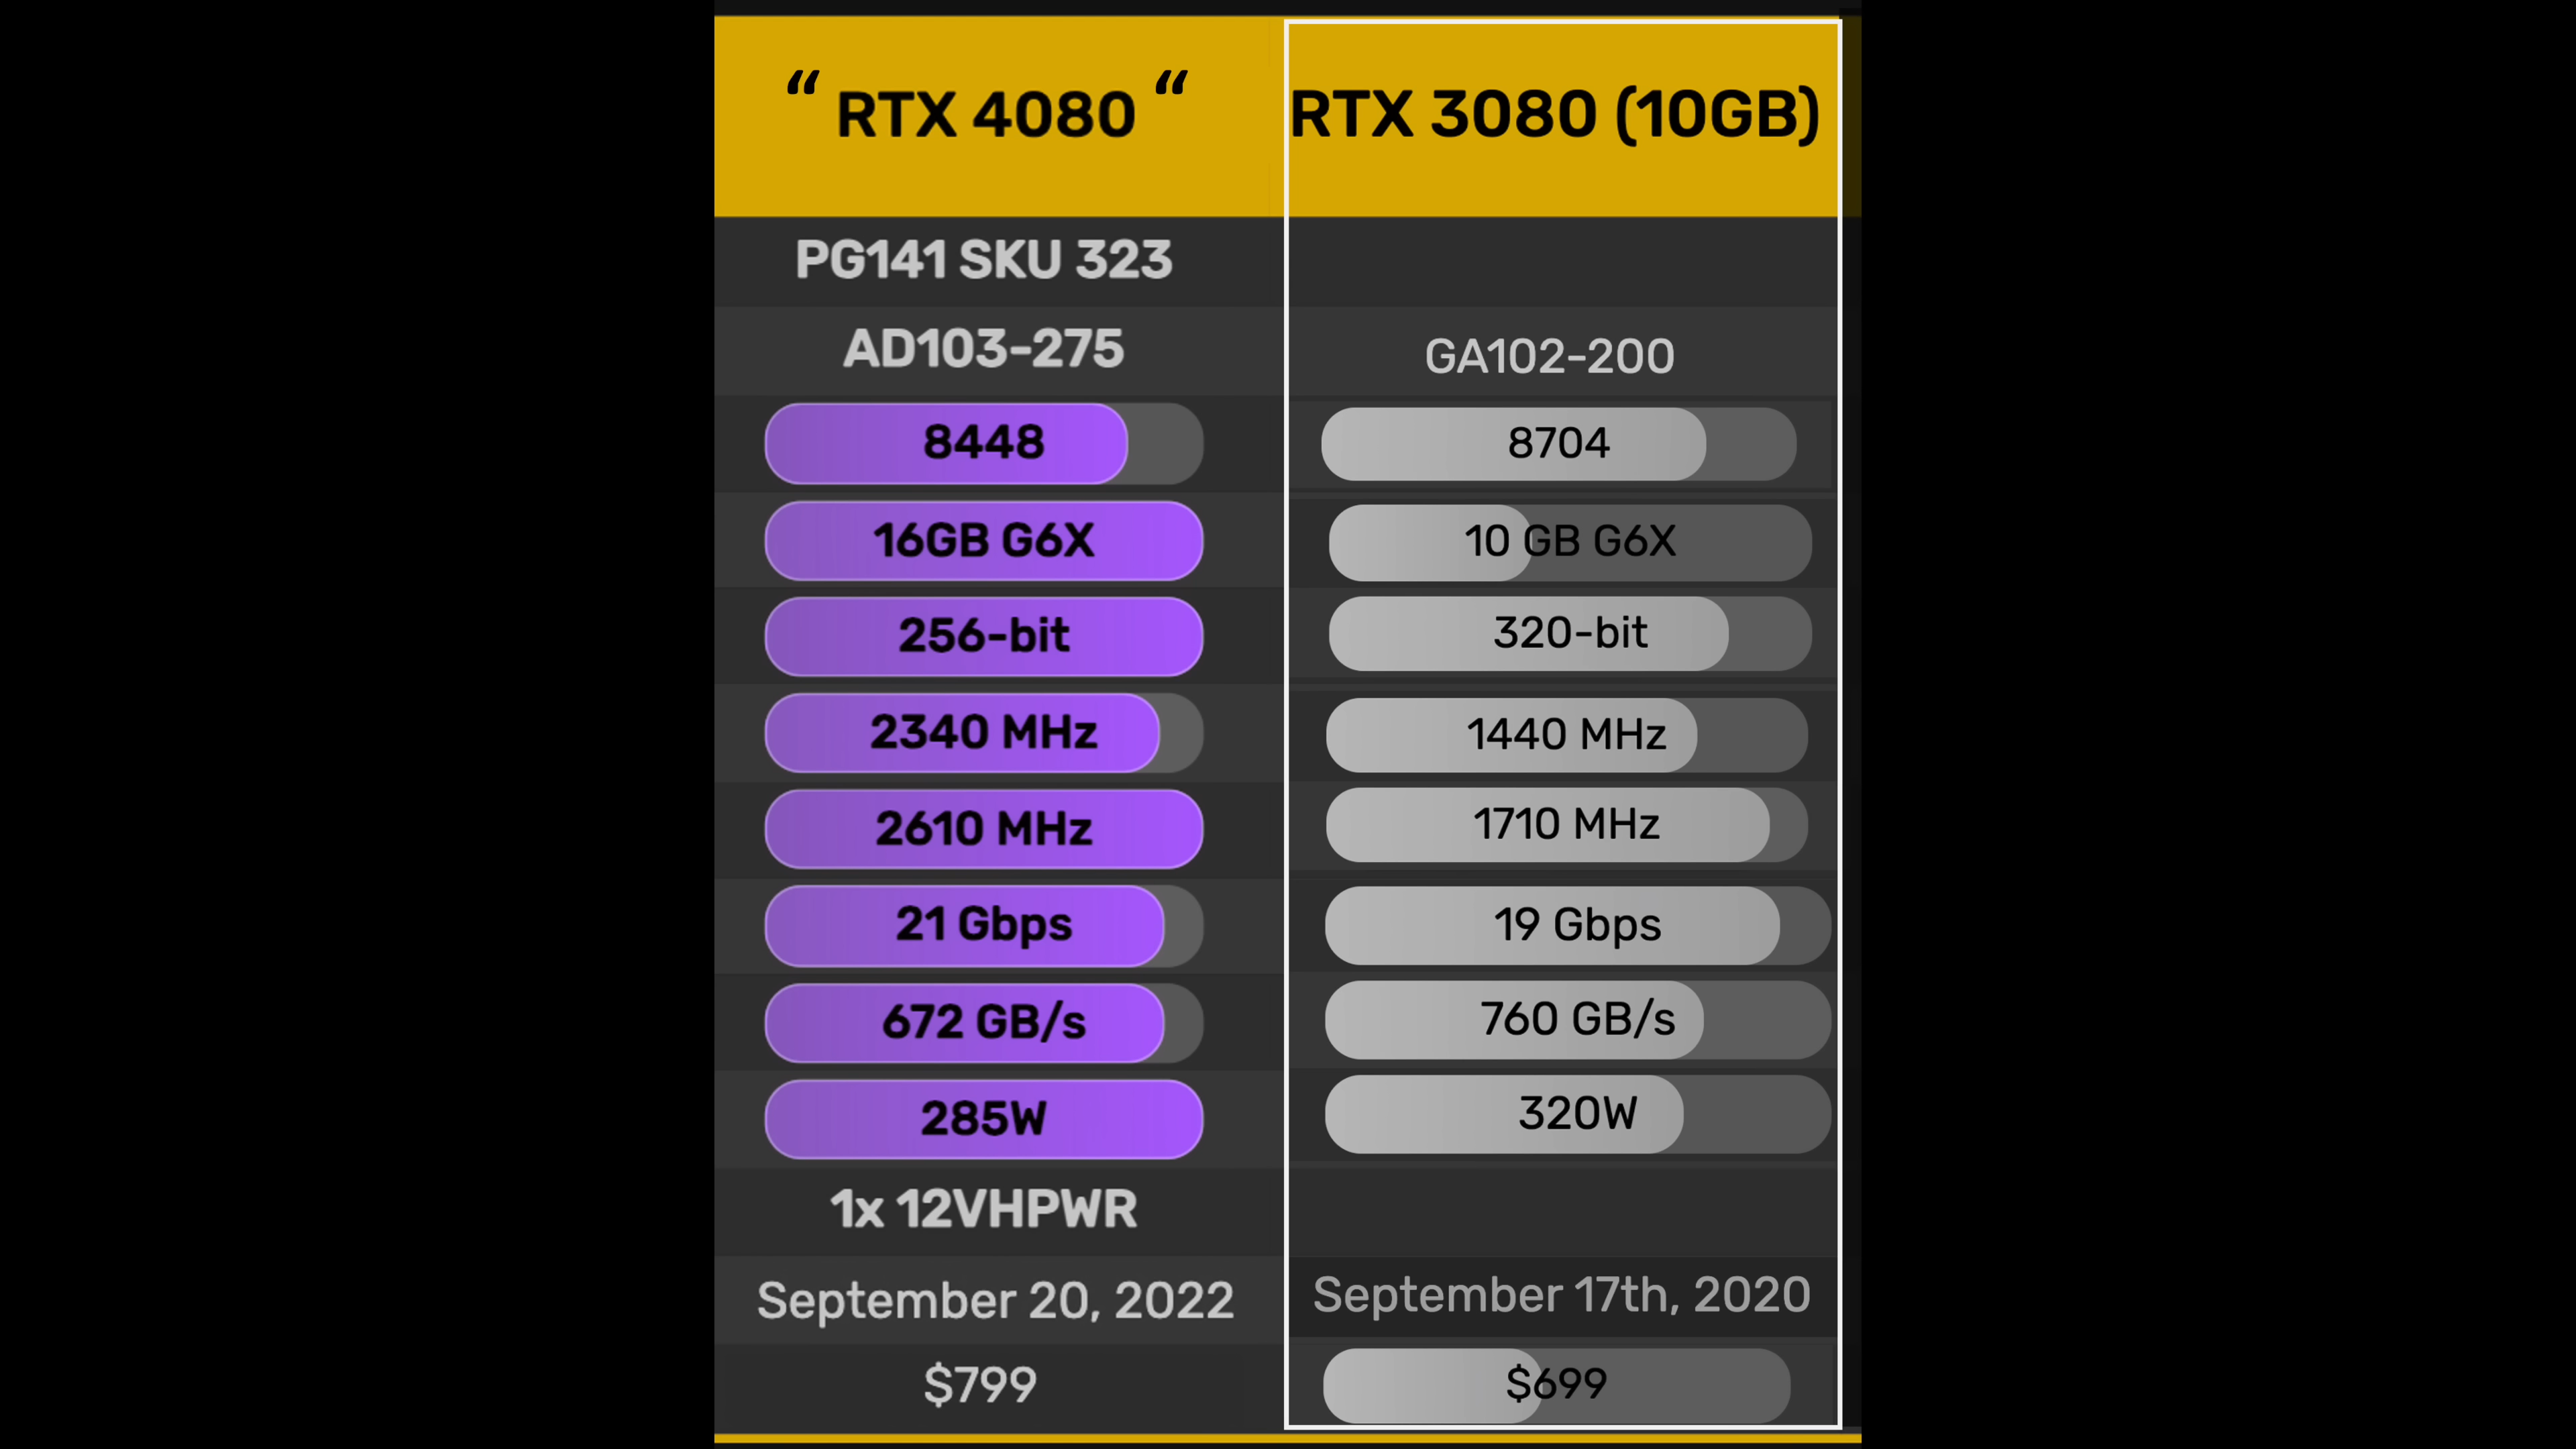 “ RTX 4080 “ RTX 3080 (10GB)
PG141 SKU 323
AD103-275 GA102-200
8448 8704
16GB G6X 10 GB G6X
256-bit 320-bit
2340 MHz 1440 MHz
2610 MHz 1710 MHz
21 Gbps 19 Gbps
672 GB/s 760 GB/s
285W 320W
1x 12VHPWR
September 20, 2022 September 17th, 2020
$799 $699